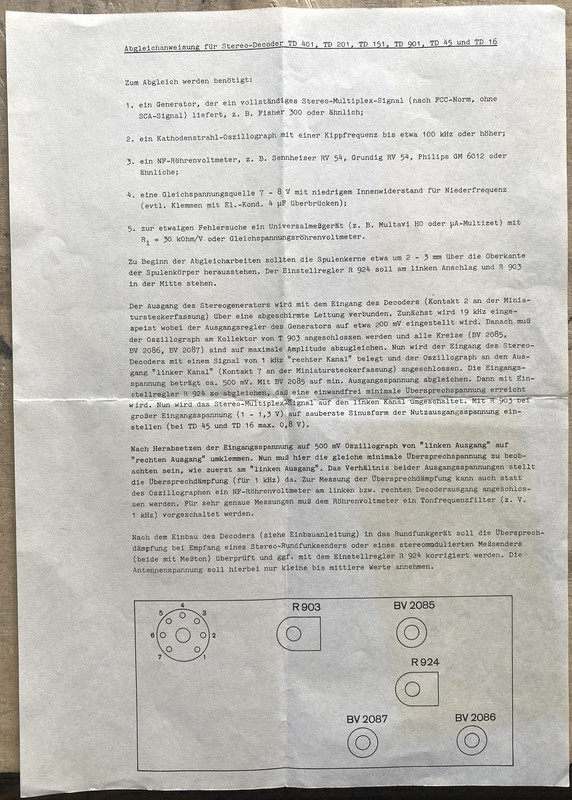 Abgleichanweisung für Stereo-Decoder TD 401, TD 201, TD 151, TD 901, TD 45 und TD 16
Zum Abgleich werden benötigt:
1. ein Generator, der ein vollständiges Stereo-Multiplex-Signal (nach FCC-Norm, ohne
SCA-Signal) liefert, z. B. Fisher 300 oder Ähnlich;
2. ein Kathodenstrahl-Oszillograph mit einer Kippfrequenz bis etwa 100 kHz oder höher;
3. ein NF-Röhrenvoltmeter, z. B. Sennheiser RV 54, Grundig RV 54, Philips GM 6012 oder
Ähnliche;
4. eine Gleichspannungsquelle 7 - 8 V mit niedrigem Innenwiderstand für Niederfrequenz
(evtl. Klemmen mit El.-Kond. 4 µF überbrücken);
5. zur etwaigen Fehlersuche ein Universalmeßgerät (z. B. Multavi HO oder µA-Multizet) mit
Ri = 30 kOhm/V oder Gleichspannungsröhrenvoltmeter.
Zu Beginn der Abgleicharbeiten sollten die Spulenkerne etwa um 2 - 3 mm über die Oberkante
der Spulenkörper herausstehen. Der Einstellregler R 924 soll am linken Anschlag und R 903
in der Mitte stehen.
Der Ausgang des Stereogenerators wird mit dem Eingang des Decoders (Kontakt 2 an der Minia-
tursteckerfassung) über eine abgeschirmte Leitung verbunden. Zunächst wird 19 kHz einge-
speist wobei der Ausgangsregler des Generators auf etwa 200 mV eingestellt wird. Danach muß
der Oszillograph am Kollektor von T 903 angeschlossen werden und alle Kreise (BV 2085,
BV 2086, BV 2087) sind auf maximale Amplitude abzugleichen. Nun wird der Eingang des Stereo-
Decoders mit einem Signal von 1 kHz "rechter Kanal" belegt und der Oszillograph an den Aus-
gang "linker Kanal" (Kontakt 7 an der Miniatursteckerfassung) angeschlossen. Die Eingangs-
spannung beträgt ca. 500 mV. Mit BV 2085 auf min. Ausgangsspannung abgleichen. Dann mit Ein-
stellregler R 924 so abgleichen, daß eine einwandfrei minimale Übersprechspannung erreicht
wird. Nun wird das Stereo-Multiplex-Signal auf den linken Kanal umgeschaltet. Mit R 903 bei
großer Eingangsspannung (1 - 1,3 V) auf sauberste Sinusform der Nutzausgangsspannung ein-
stellen (bei TD 45 und TD 16 max. 0,8 V).
Nach Herabsetzen der Eingangsspannung auf 500 mV Oszillograph von "linken Ausgang" auf
"rechten Ausgang" umklemmen. Nun muß hier die gleiche minimale Übersprechspannung zu beob-
achten sein, wie zuerst am "linken Ausgang". Das Verhältnis beider Ausgangsspannungen stellt
die Übersprechdämpfung (für 1 kHz) da. Zur Messung der Übersprechdämpfung kann auch statt
des Oszillographen ein NF-Röhrenvoltmeter am linken bzw. rechten Decoderausgang angeschlos-
sen werden. Für sehr genaue Messungen muß dem Röhrenvoltmeter ein Tonfrequenzfilter (z. V.
1 kHz) vorgeschaltet werden.
Nach dem Einbau des Decoders (siehe Einbauanleitung) in das Rundfunkgerät soll die Übersprech-
dämpfung bei Empfang eines Stereo-Rundfunksenders oder eines stereomodulierten Meßsenders
(beide mit Meßton) überprüft und ggf. mit dem Einstellregler R 924 korrigiert werden. Die
Antennenspannung soll hierbei nur kleine bis mittlere Werte annehmen.
4
5 3
6 2
7 1
R 903
BV 2085
R 924
BV 2087
BV 2086